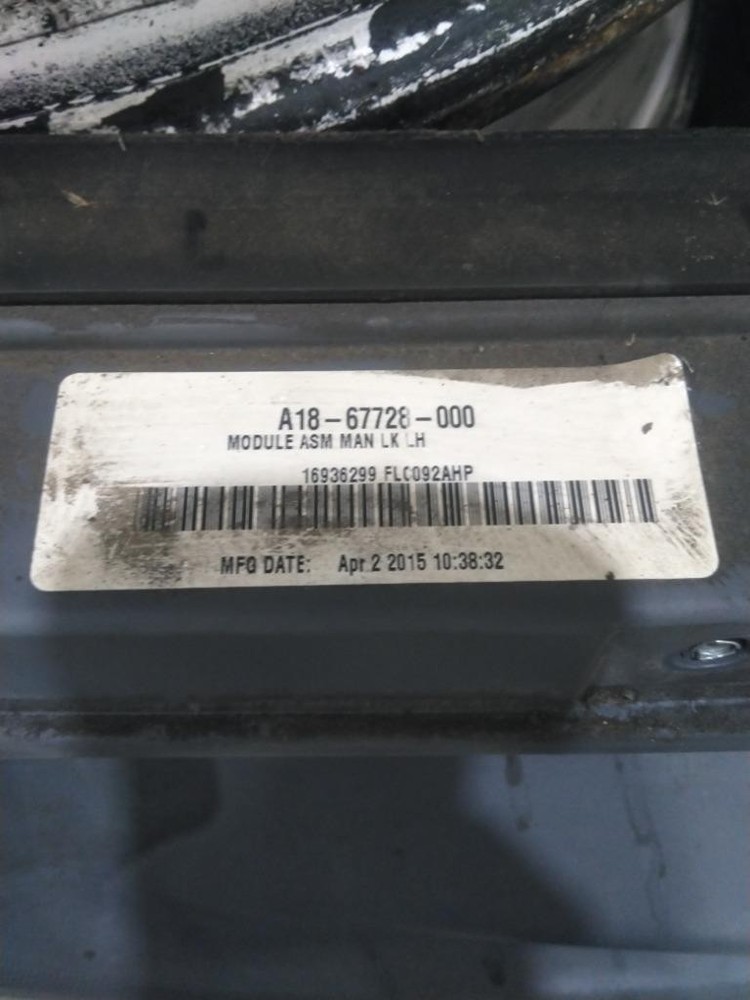 A18-67728-000
MODULE ASM MAN LK LH
16936299 FLC092AHP
MFG DATE: Apr 2 2015 10:38:32